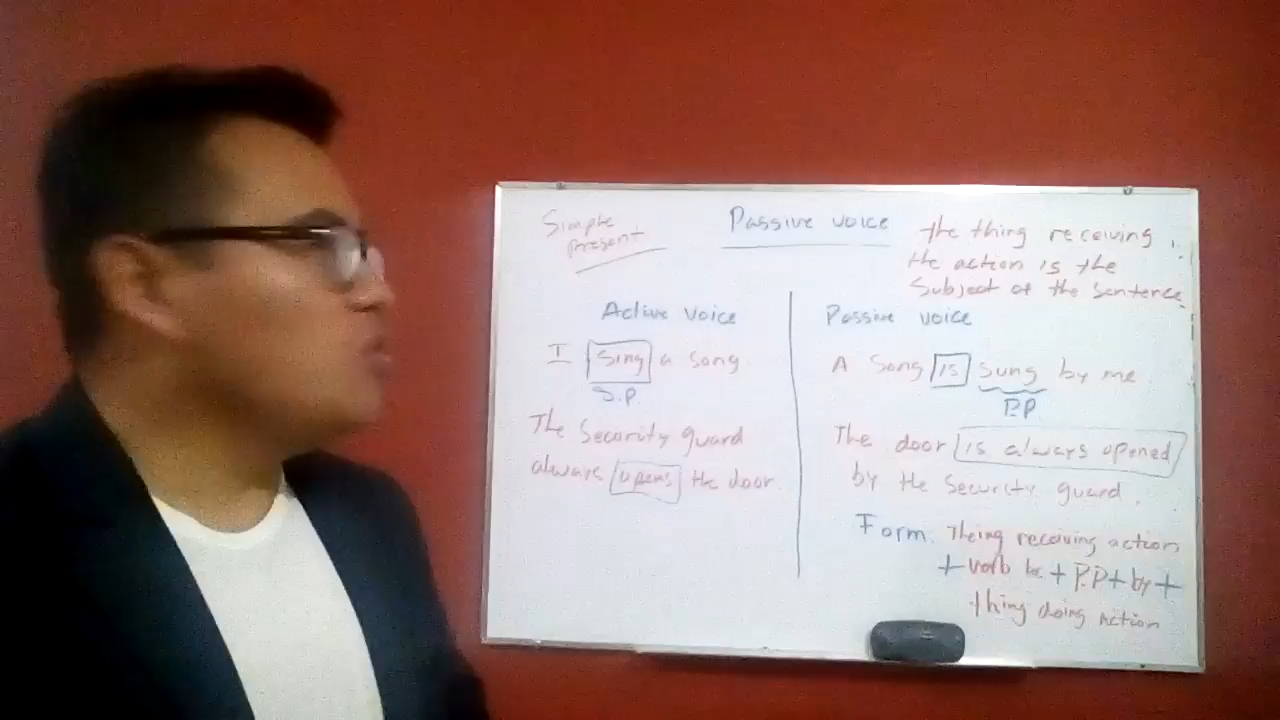 Simple
present
Passive voice
the thing receiving
the action is the
Subject of the sentence
Active voice
I sing a song
S.P.
The security guard
always opens the door.
Passive voice
A song is sung by me
P.P.
The door is always opened
by the security guard.
Form. Theing receiving action
+ verb be + P.P + by +
thing doing Action